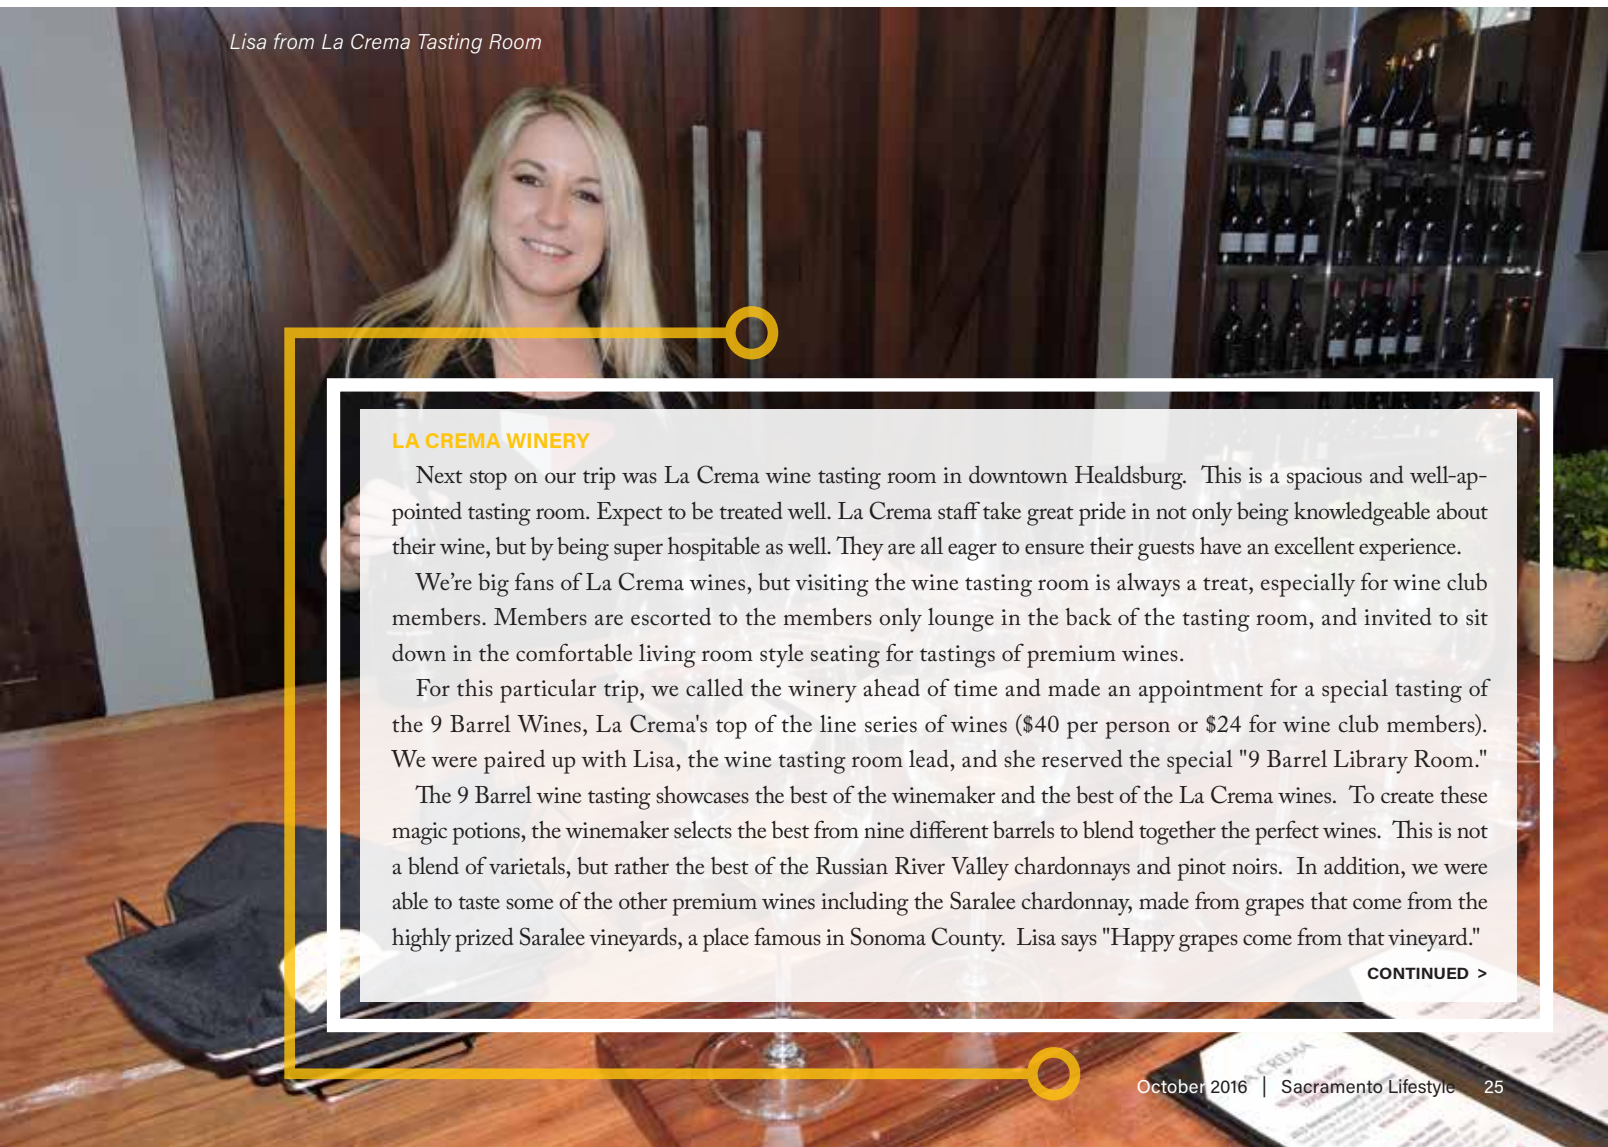 Lisa from La Crema Tasting Room
LA CREMA WINERY
Next stop on our trip was La Crema wine tasting room in downtown Healdsburg.  This is a spacious and well-ap-
pointed tasting room. Expect to be treated well. La Crema staff take great pride in not only being knowledgeable about
their wine, but by being super hospitable as well. They are all eager to ensure their guests have an excellent experience.
We’re big fans of La Crema wines, but visiting the wine tasting room is always a treat, especially for wine club
members. Members are escorted to the members only lounge in the back of the tasting room, and invited to sit
down in the comfortable living room style seating for tastings of premium wines.
For this particular trip, we called the winery ahead of time and made an appointment for a special tasting of
the 9 Barrel Wines, La Crema's top of the line series of wines ($40 per person or $24 for wine club members).
We were paired up with Lisa, the wine tasting room lead, and she reserved the special "9 Barrel Library Room."
The 9 Barrel wine tasting showcases the best of the winemaker and the best of the La Crema wines.  To create these
magic potions, the winemaker selects the best from nine different barrels to blend together the perfect wines.  This is not
a blend of varietals, but rather the best of the Russian River Valley chardonnays and pinot noirs.  In addition, we were
able to taste some of the other premium wines including the Saralee chardonnay, made from grapes that come from the
highly prized Saralee vineyards, a place famous in Sonoma County.  Lisa says "Happy grapes come from that vineyard."
CONTINUED >
LA CREMA
October 2016 | Sacramento Lifestyle 25